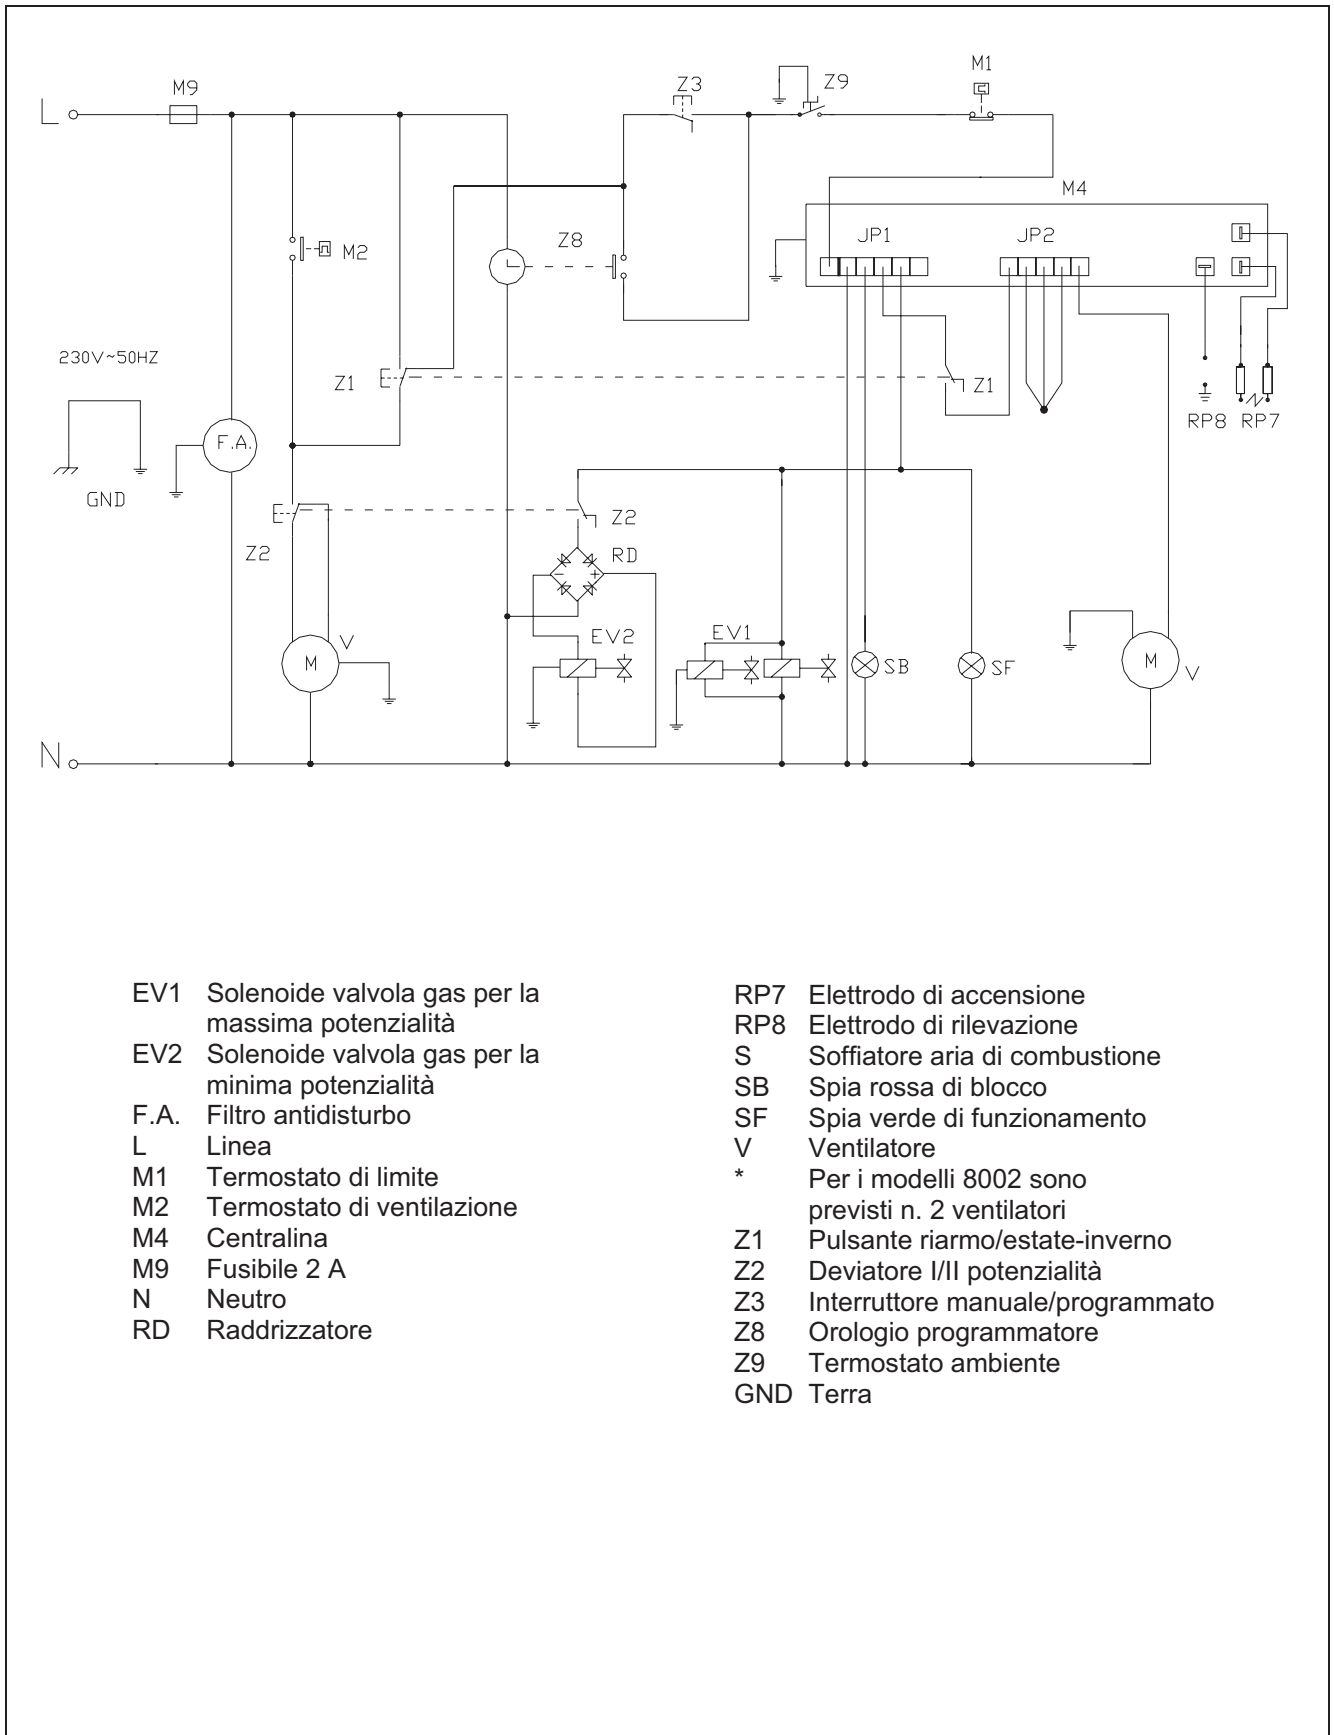 M1
Z3
Z9
M9
L
M4
Z8
JP1
JP2
M2
230V~50HZ
Z1
Z1
F.A.
RP8
RP7
GND
Z2
Z2
RD
- +
EV2
EV1
V
M
SB
SF
M
V
N
EV1 Solenoide valvola gas per la
massima potenzialità
EV2 Solenoide valvola gas per la
minima potenzialità
F.A. Filtro antidisturbo
L Linea
M1 Termostato di limite
M2 Termostato di ventilazione
M4 Centralina
M9 Fusibile 2 A
N Neutro
RD Raddrizzatore
RP7 Elettrodo di accensione
RP8 Elettrodo di rilevazione
S Soffiatore aria di combustione
SB Spia rossa di blocco
SF Spia verde di funzionamento
V Ventilatore
* Per i modelli 8002 sono
previsti n. 2 ventilatori
Z1 Pulsante riarmo/estate-inverno
Z2 Deviatore I/II potenzialità
Z3 Interruttore manuale/programmato
Z8 Orologio programmatore
Z9 Termostato ambiente
GND Terra